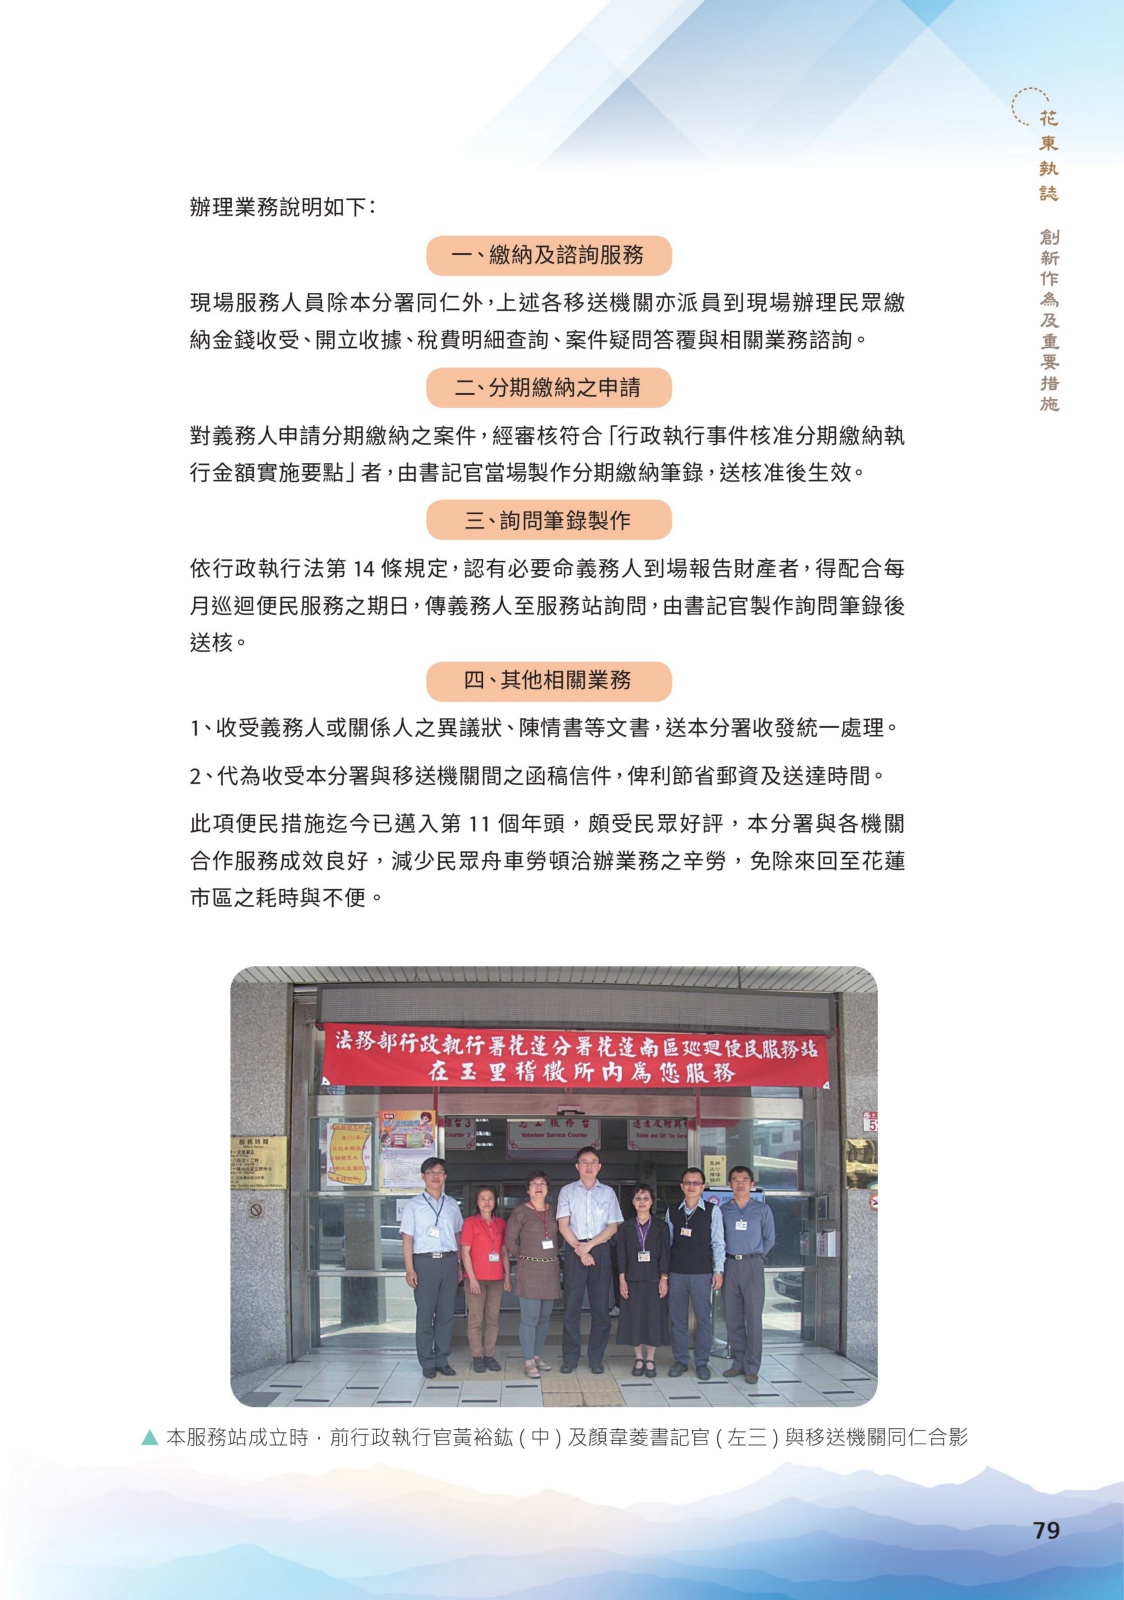 花東執誌 創新作為及重要措施
辦理業務說明如下：
一、繳納及諮詢服務
現場服務人員除本分署同仁外，上述各移送機關亦派員到現場辦理民眾繳
納金錢收受、開立收據、稅費明細查詢、案件疑問答覆與相關業務諮詢。
二、分期繳納之申請
對義務人申請分期繳納之案件，經審核符合「行政執行事件核准分期繳納執
行金額實施要點」者，由書記官當場製作分期繳納筆錄，送核准後生效。
三、詢問筆錄製作
依行政執行法第 14 條規定，認有必要命義務人到場報告財產者，得配合每
月巡迴便民服務之期日，傳義務人至服務站詢問，由書記官製作詢問筆錄後
送核。
四、其他相關業務
1、收受義務人或關係人之異議狀、陳情書等文書，送本分署收發統一處理。
2、代為收受本分署與移送機關間之函稿信件，俾利節省郵資及送達時間。
此項便民措施迄今已邁入第 11 個年頭，頗受民眾好評，本分署與各機關
合作服務成效良好，減少民眾舟車勞頓洽辦業務之辛勞，免除來回至花蓮
市區之耗時與不便。
法務部行政執行署花蓮分署花蓮南區巡迴便民服務站
在玉里稽徵所內為您服務
志工服務台
Volunteer Service Counter
服務時間
▲ 本服務站成立時，前行政執行官黃裕鈜 ( 中 ) 及顏韋菱書記官 ( 左三 ) 與移送機關同仁合影
79